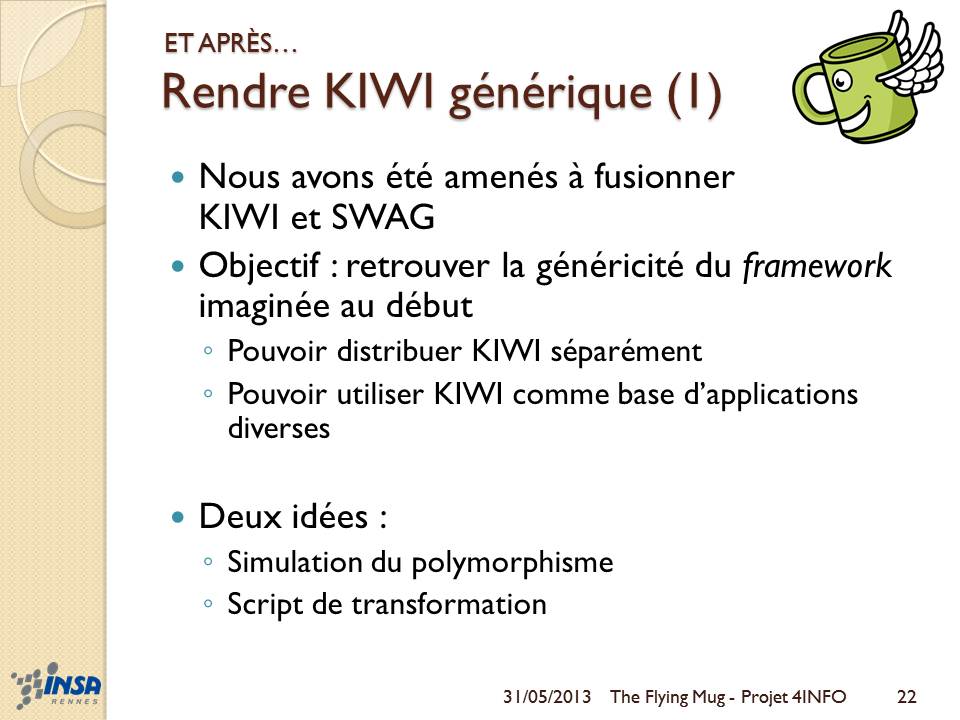 ET APRÈS…
Rendre KIWI générique (1)
• Nous avons été amenés à fusionner
KIWI et SWAG
• Objectif : retrouver la généricité du framework
imaginée au début
◦ Pouvoir distribuer KIWI séparément
◦ Pouvoir utiliser KIWI comme base d’applications
diverses
• Deux idées :
◦ Simulation du polymorphisme
◦ Script de transformation
INSA
RENNES
31/05/2013 The Flying Mug - Projet 4INFO 22